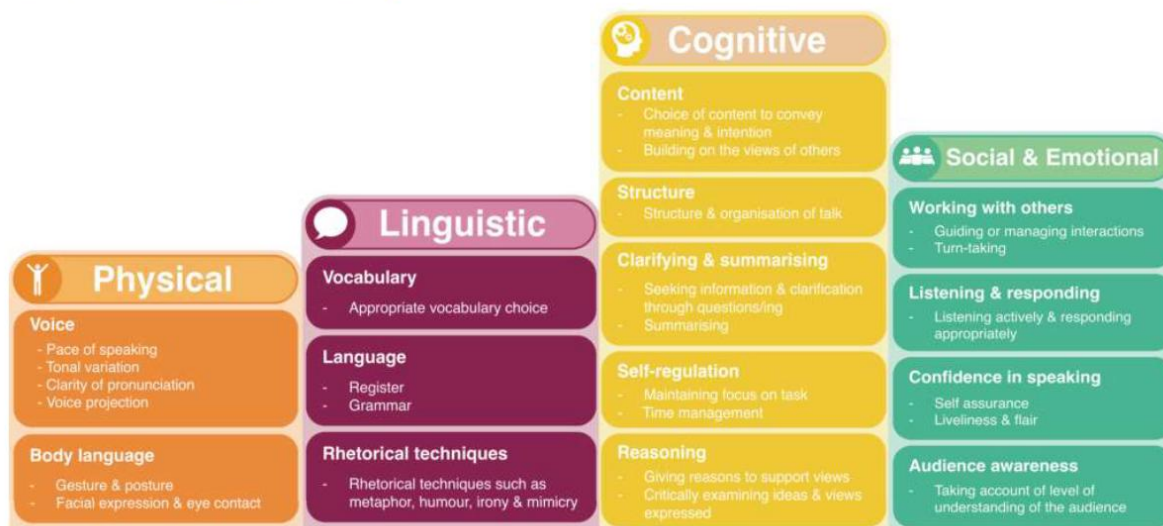 Physical
Voice
- Pace of speaking
- Tonal variation
- Clarity of pronunciation
- Voice projection
Body language
- Gesture & posture
- Facial expression & eye contact
Linguistic
Vocabulary
- Appropriate vocabulary choice
Language
- Register
- Grammar
Rhetorical techniques
- Rhetorical techniques such as
metaphor, humour, irony & mimicry
Cognitive
Content
- Choice of content to convey
meaning & intention
- Building on the views of others
Structure
- Structure & organisation of talk
Clarifying & summarising
- Seeking information & clarification
through questions/ing
- Summarising
Self-regulation
- Maintaining focus on task
- Time management
Reasoning
- Giving reasons to support views
- Critically examining ideas & views
expressed
Social & Emotional
Working with others
- Guiding or managing interactions
- Turn-taking
Listening & responding
- Listening actively & responding
appropriately
Confidence in speaking
- Self assurance
- Liveliness & flair
Audience awareness
- Taking account of level of
understanding of the audience